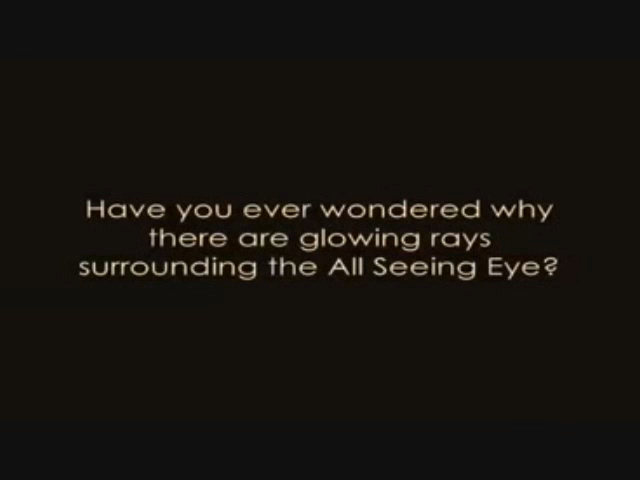 Have you ever wondered why
there are glowing rays
surrounding the All Seeing Eye?